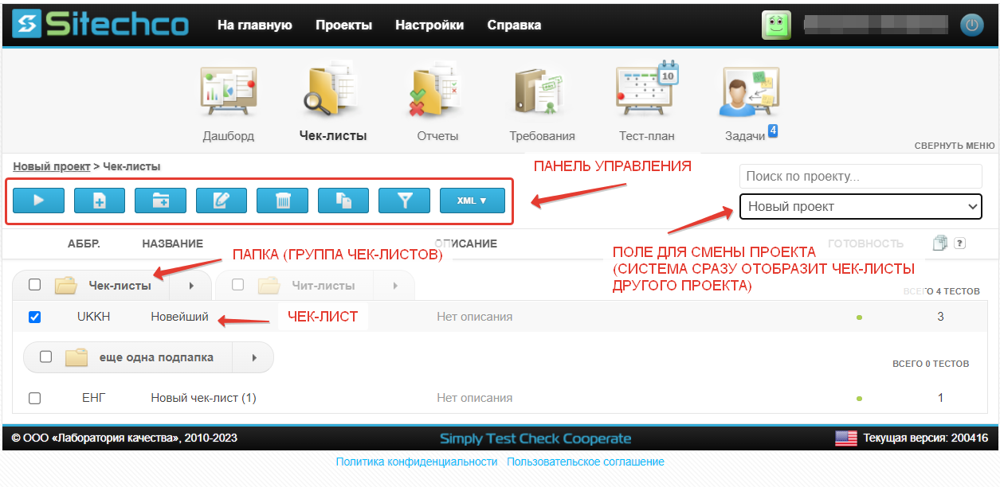 Sitechco
На главную Проекты Настройки Справка
10
Дашборд Чек-листы Отчеты Требования Тест-план Задачи 4
СВЕРНУТЬ МЕНЮ
Новый проект > Чек-листы
ПАНЕЛЬ УПРАВЛЕНИЯ
Поиск по проекту...
XML ▼
Новый проект
АББР. НАЗВАНИЕ ОПИСАНИЕ ГОТОВНОСТЬ ?
ПАПКА (ГРУППА ЧЕК-ЛИСТОВ)
ПОЛЕ ДЛЯ СМЕНЫ ПРОЕКТА
(СИСТЕМА СРАЗУ ОТОБРАЗИТ ЧЕК-ЛИСТЫ
ДРУГОГО ПРОЕКТА)
Чек-листы Чит-листы
ВСЕГО 4 ТЕСТОВ
UKKH Новейший ЧЕК-ЛИСТ Нет описания 3
еще одна подпапка
ВСЕГО 0 ТЕСТОВ
ЕНГ Новый чек-лист (1) Нет описания 1
© ООО «Лаборатория качества», 2010-2023 Simply Test Check Cooperate Текущая версия: 200416
Политика конфиденциальности Пользовательское соглашение